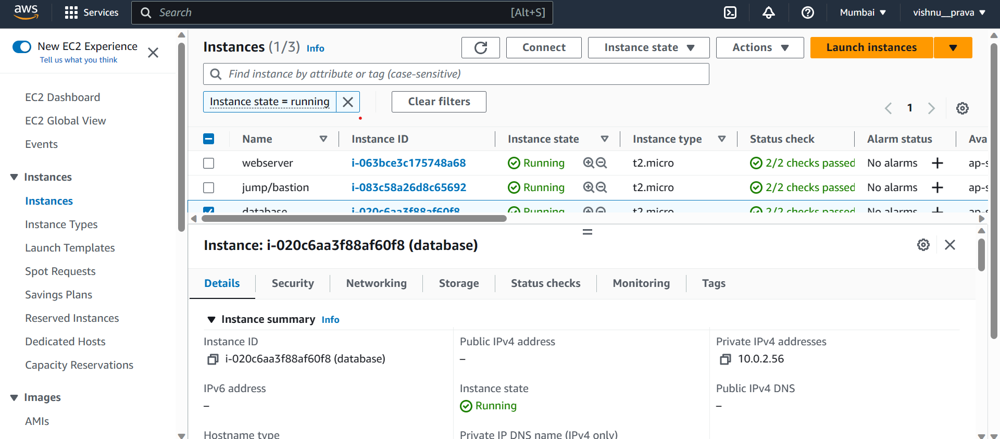 aws Services Search [Alt+S] Mumbai vishnu__prava
New EC2 Experience
Tell us what you think
EC2 Dashboard
EC2 Global View
Events
Instances
Instances
Instance Types
Launch Templates
Spot Requests
Savings Plans
Reserved Instances
Dedicated Hosts
Capacity Reservations
Images
AMIs
Instances (1/3) Info Connect Instance state Actions Launch instances
Find instance by attribute or tag (case-sensitive)
Instance state = running Clear filters
1
Name Instance ID Instance state Instance type Status check Alarm status Ava
webserver i-063bce3c175748a68 Running t2.micro 2/2 checks passed No alarms + ap-s
jump/bastion i-083c58a26d8c65692 Running t2.micro 2/2 checks passed No alarms + ap-s
database i-020c6aa3f88af60f8 Running t2.micro 2/2 checks passed No alarms + ap-s
Instance: i-020c6aa3f88af60f8 (database)
Details Security Networking Storage Status checks Monitoring Tags
Instance summary Info
Instance ID Public IPv4 address Private IPv4 addresses
i-020c6aa3f88af60f8 (database) – 10.0.2.56
IPv6 address Instance state Public IPv4 DNS
– Running –
Hostname type Private IP DNS name (IPv4 only)